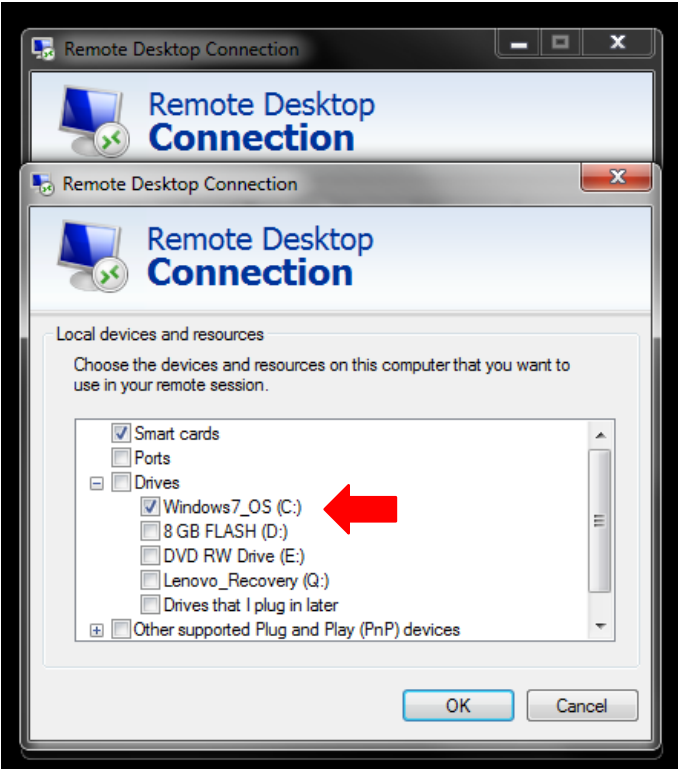 Remote Desktop Connection
Remote Desktop
Connection
Remote Desktop Connection
Remote Desktop
Connection
Local devices and resources
Choose the devices and resources on this computer that you want to
use in your remote session.
Smart cards
Ports
Drives
Windows7_OS (C:)
8 GB FLASH (D:)
DVD RW Drive (E:)
Lenovo_Recovery (Q:)
Drives that I plug in later
Other supported Plug and Play (PnP) devices
OK Cancel